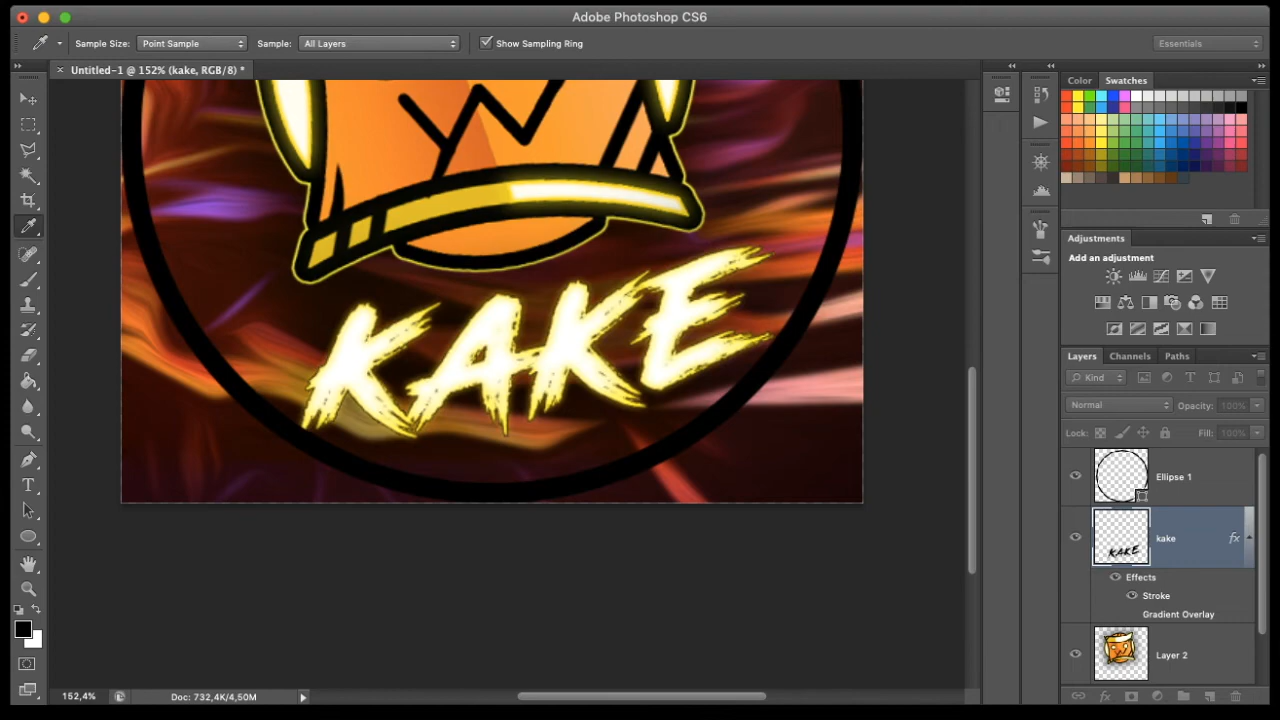 Adobe Photoshop CS6
Sample Size: Point Sample Sample: All Layers Show Sampling Ring Essentials
× Untitled-1 @ 152% (kake, RGB/8) *
Color Swatches
Adjustments
Add an adjustment
KAKE
Layers Channels Paths
Kind
Normal Opacity: 100%
Lock: Fill: 100%
Ellipse 1
kake fx
KAKE
Effects
Stroke
Gradient Overlay
Layer 2
152,4% Doc: 732,4K/4,50M
fx